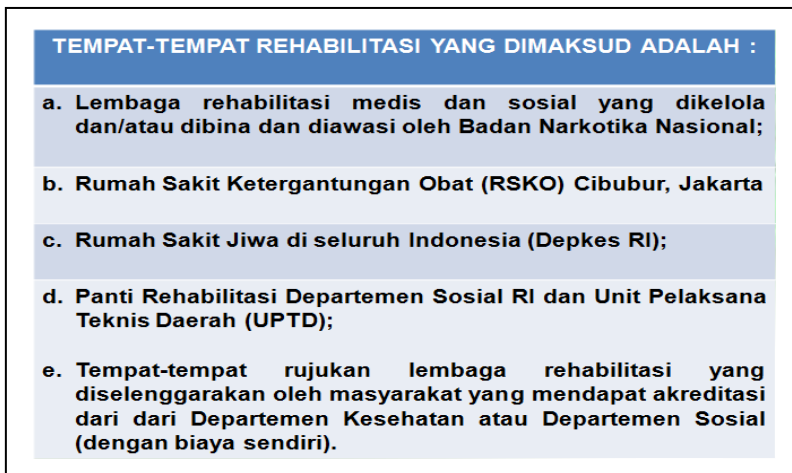 TEMPAT-TEMPAT REHABILITASI YANG DIMAKSUD ADALAH :
a. Lembaga rehabilitasi medis dan sosial yang dikelola
dan/atau dibina dan diawasi oleh Badan Narkotika Nasional;
b. Rumah Sakit Ketergantungan Obat (RSKO) Cibubur, Jakarta
c. Rumah Sakit Jiwa di seluruh Indonesia (Depkes RI);
d. Panti Rehabilitasi Departemen Sosial RI dan Unit Pelaksana
Teknis Daerah (UPTD);
e. Tempat-tempat rujukan lembaga rehabilitasi yang
diselenggarakan oleh masyarakat yang mendapat akreditasi
dari dari Departemen Kesehatan atau Departemen Sosial
(dengan biaya sendiri).